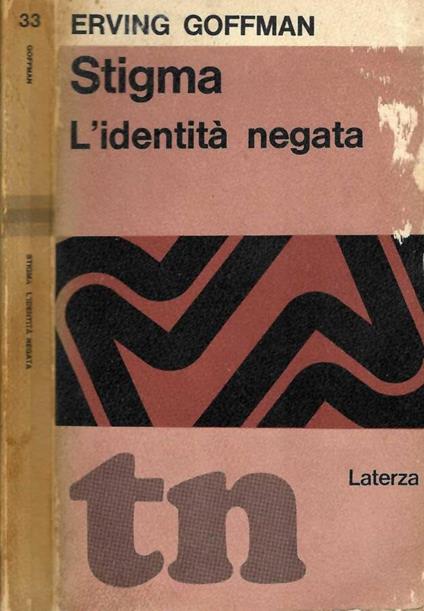 33
GOFFMAN
STIGMA L'IDENTITÀ NEGATA
ERVING GOFFMAN
Stigma
L'identità negata
Laterza
tn